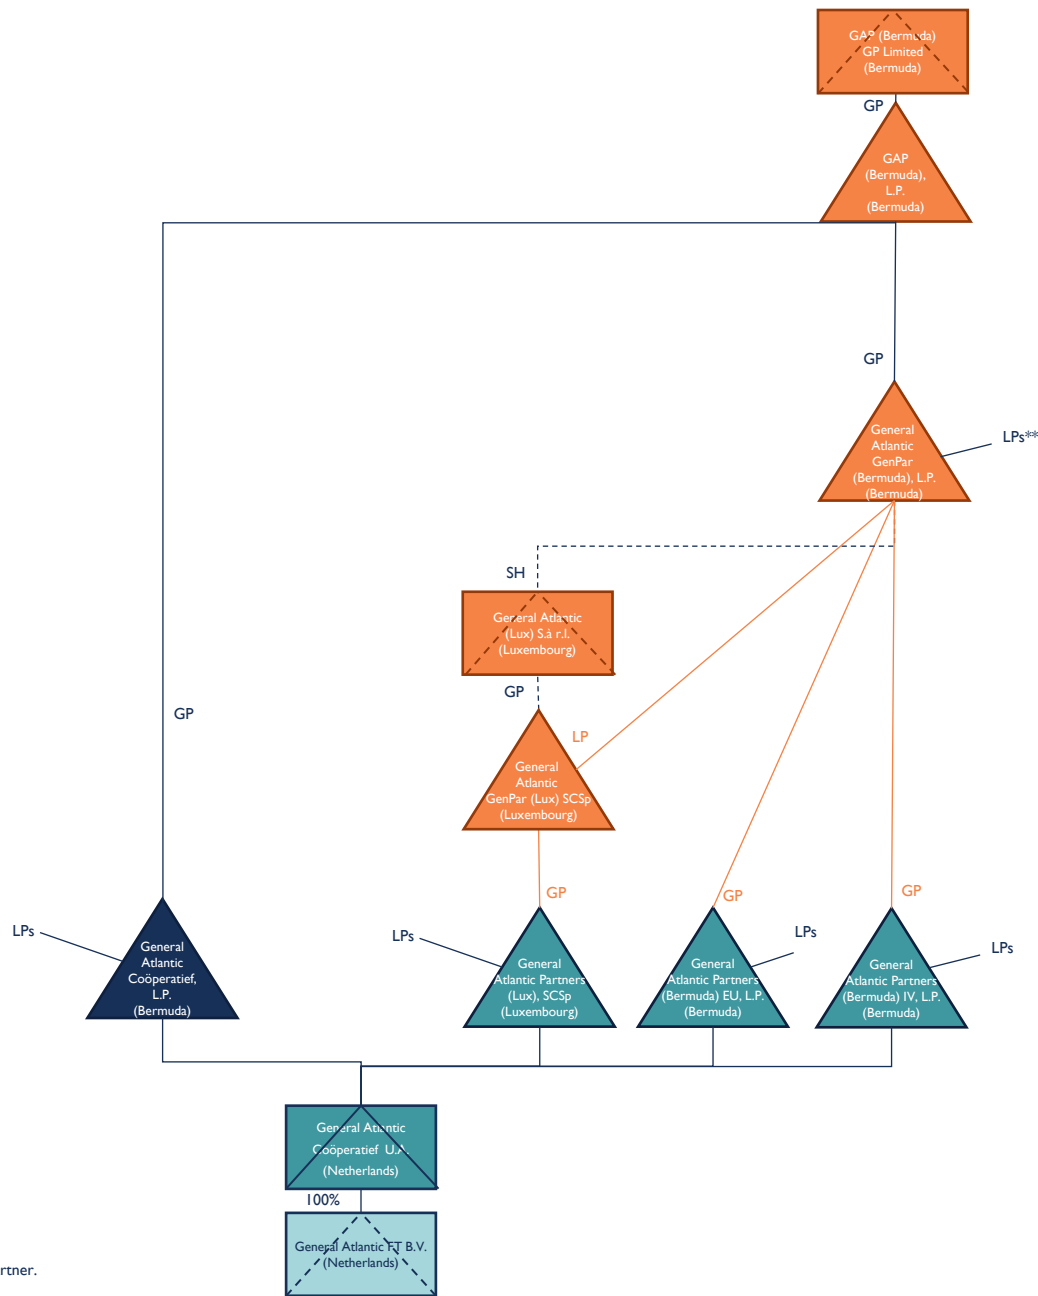 GAP (Bermuda)
GP Limited
(Bermuda)
GP
GAP
(Bermuda),
L.P.
(Bermuda)
GP
General
Atlantic
GenPar
(Bermuda), L.P.
(Bermuda)
LPs**
SH
General Atlantic
(Lux) S.à r.l.
(Luxembourg)
GP
GP
LP
General
Atlantic
GenPar (Lux) SCSp
(Luxembourg)
GP
GP
GP
LPs
General
Atlantic
Coöperatief,
L.P.
(Bermuda)
LPs
General
Atlantic Partners
(Lux), SCSp
(Luxembourg)
LPs
General
Atlantic Partners
(Bermuda) EU, L.P.
(Bermuda)
LPs
General
Atlantic Partners
(Bermuda) IV, L.P.
(Bermuda)
General Atlantic
Coöperatief U.A.
(Netherlands)
100%
General Atlantic FT B.V.
(Netherlands)
rtner.